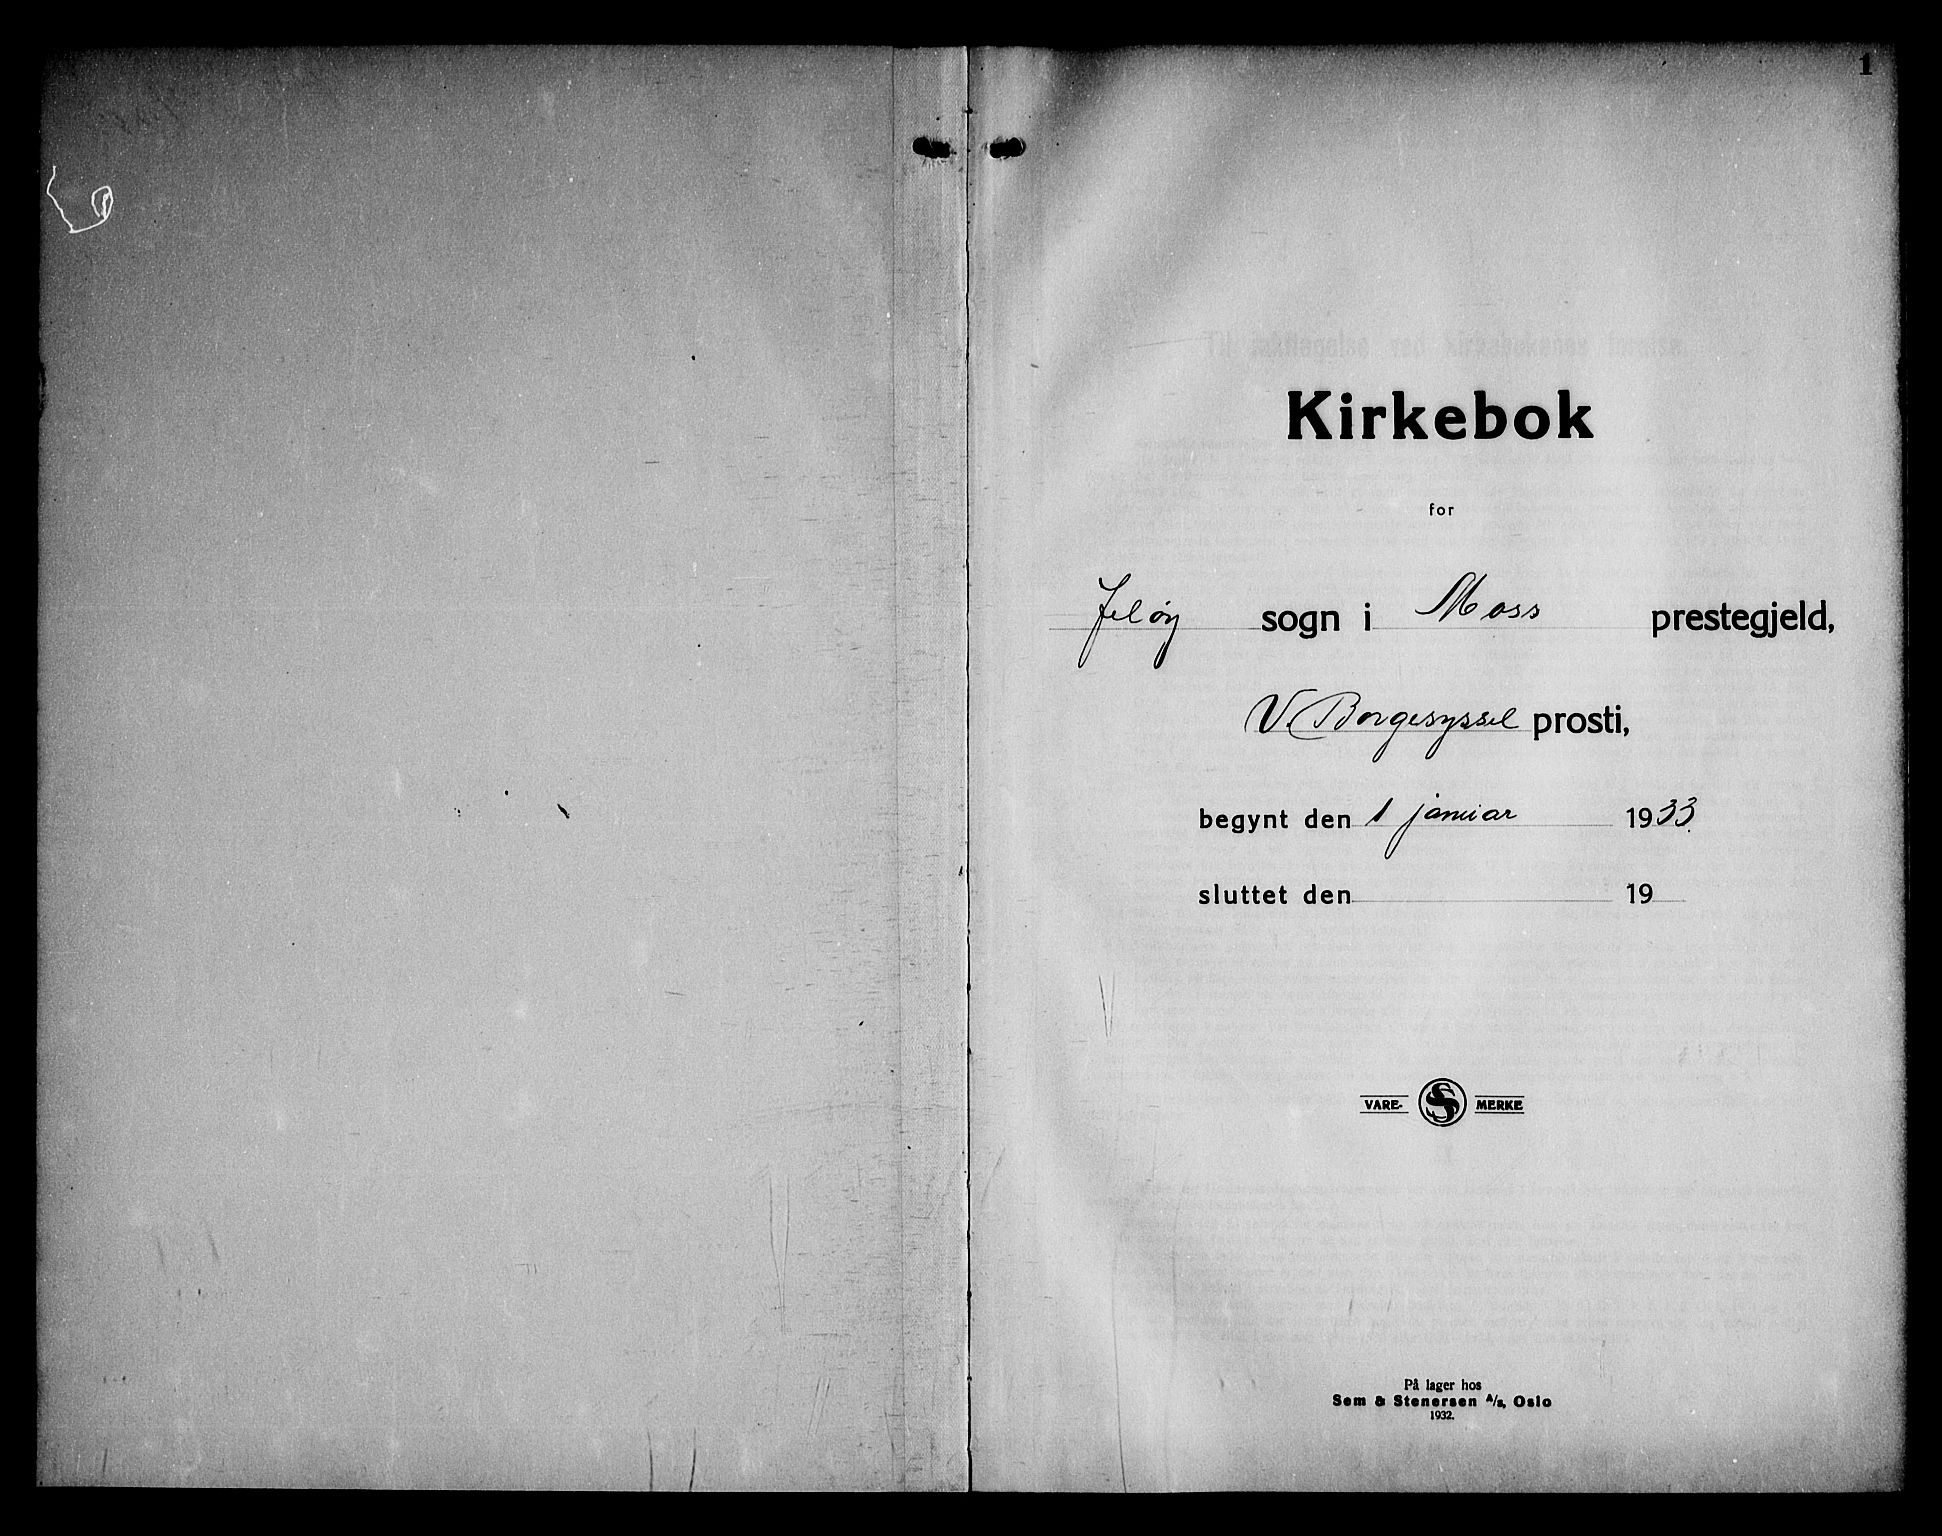 1
Kirkebok
for
Jeløy sogn i Moss prestegjeld,
V. Borgesyssel prosti,
begynt den 1 januar 1933.
sluttet den 19
VARE- S MERKE
På lager hos
Sem & Stenersen A/s, Oslo
1932.